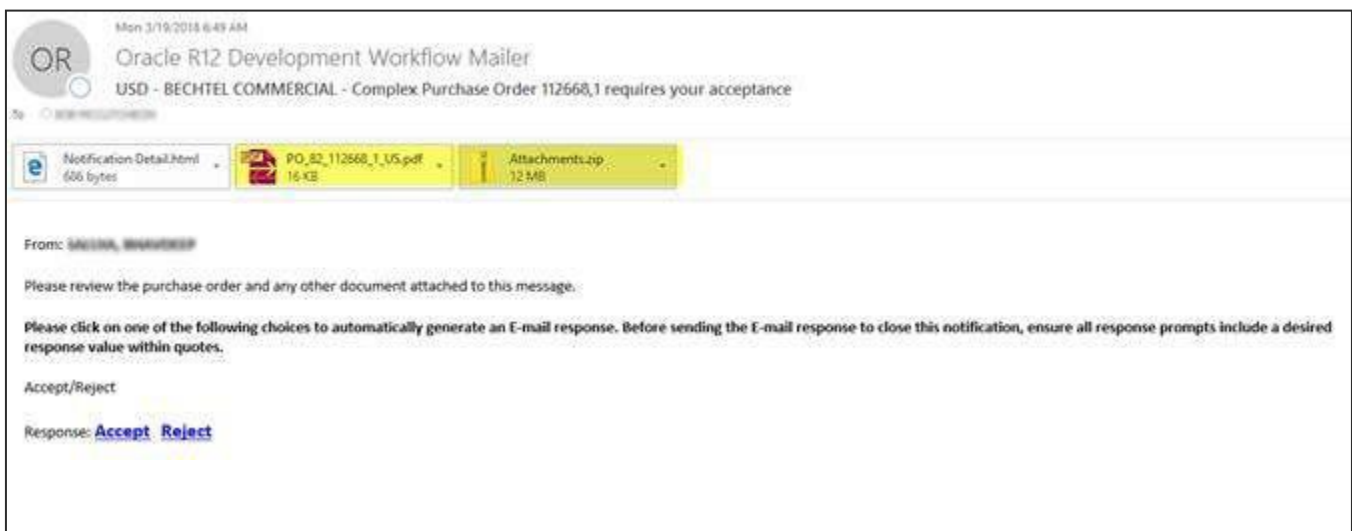 Mon 3/19/2018 6:49 AM
OR
Oracle R12 Development Workflow Mailer
USD - BECHTEL COMMERCIAL - Complex Purchase Order 112668,1 requires your acceptance
To
Notification Detail.html
606 bytes
PO_82_112668_1_US.pdf
16 KB
Attachments.zip
12 MB
From:
Please review the purchase order and any other document attached to this message.
Please click on one of the following choices to automatically generate an E-mail response. Before sending the E-mail response to close this notification, ensure all response prompts include a desired
response value within quotes.
Accept/Reject
Response: Accept Reject